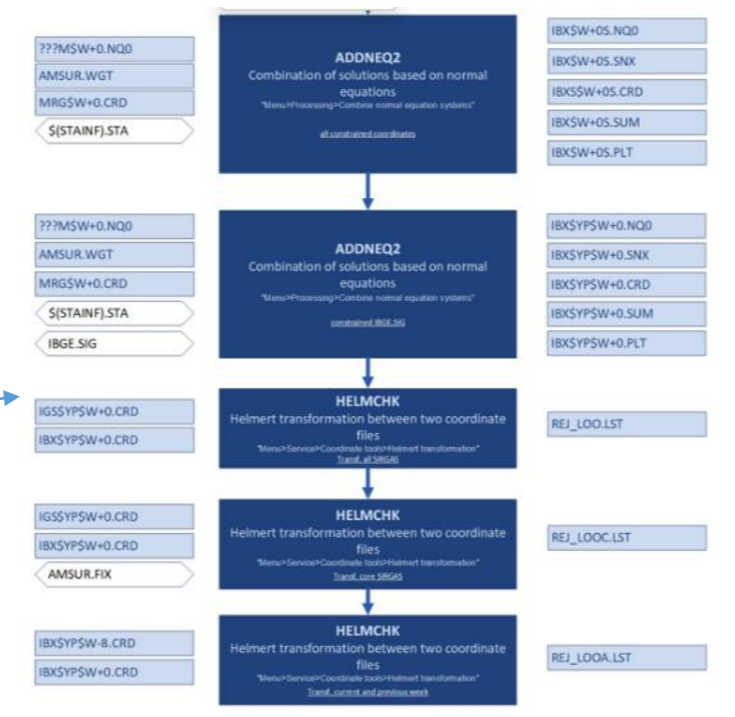 ???M$W+0.NQ0
AMSUR.WGT
MRG$W+0.CRD
$(STAINF).STA
ADDNEQ2
Combination of solutions based on normal
equations
"Menu>Processing>Combine normal equation systems"
all constrained coordinates
IBX$W+0S.NQ0
IBX$W+0S.SNX
IBXS$W+0S.CRD
IBX$W+0S.SUM
IBX$W+0S.PLT
???M$W+0.NQ0
AMSUR.WGT
MRG$W+0.CRD
$(STAINF).STA
IBGE.SIG
ADDNEQ2
Combination of solutions based on normal
equations
"Menu>Processing>Combine normal equation systems"
constrained IBGE.SIG
IBX$YP$W+0.NQ0
IBX$YP$W+0.SNX
IBX$YP$W+0.CRD
IBX$YP$W+0.SUM
IBX$YP$W+0.PLT
IGS$YP$W+0.CRD
IBX$YP$W+0.CRD
HELMCHK
Helmert transformation between two coordinate
files
"Menu>Service>Coordinate tools>Helmert transformation"
Transf. all SIRGAS
REJ_LOO.LST
IGS$YP$W+0.CRD
IBX$YP$W+0.CRD
AMSUR.FIX
HELMCHK
Helmert transformation between two coordinate
files
"Menu>Service>Coordinate tools>Helmert transformation"
Transf. core SIRGAS
REJ_LOOC.LST
IBX$YP$W-8.CRD
IBX$YP$W+0.CRD
HELMCHK
Helmert transformation between two coordinate
files
"Menu>Service>Coordinate tools>Helmert transformation"
Transf. current and previous week
REJ_LOOA.LST